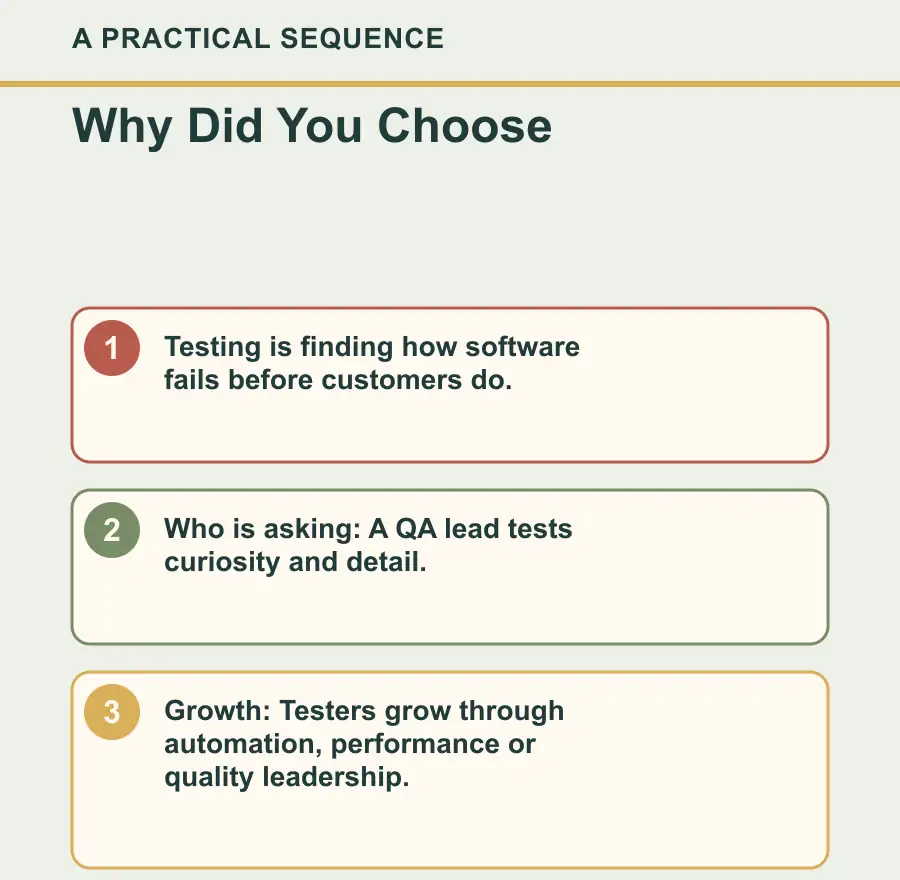 A PRACTICAL SEQUENCE
Why Did You Choose
1
Testing is finding how software
fails before customers do.
2
Who is asking: A QA lead tests
curiosity and detail.
3
Growth: Testers grow through
automation, performance or
quality leadership.